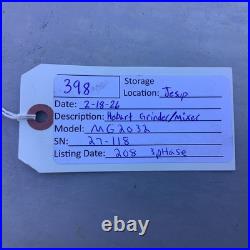 398
Storage
Location: Jesup
Date: 2-18-26
Description: Hobart Grinder/Mixer
Model: MG2032
SN: 27-118
Listing Date: 208 3phase